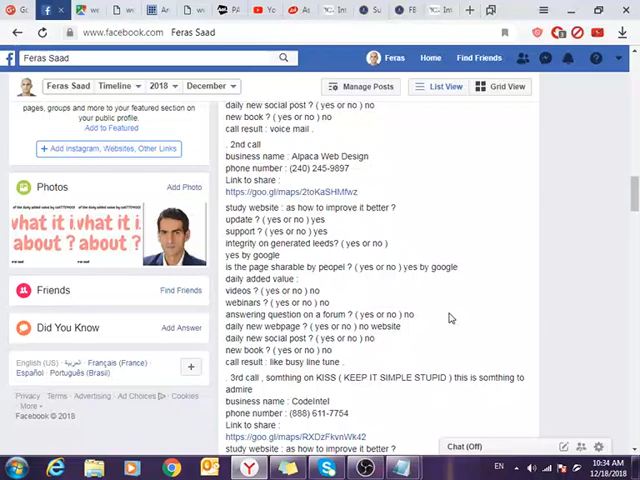 Go
f
we
6 we
An
we
PA
Yo
As
In
Su
FB
In
www.facebook.com Feras Saad
Feras Saad
Feras Home Find Friends
Feras Saad Timeline 2018 December
Manage Posts List View Grid View
pages, groups and more to your featured section on
your public profile.
Add to Featured
+ Add Instagram, Websites, Other Links
Photos Add Photo
what it i. what it i.
about ? about ?
Friends Find Friends
Did You Know Add Answer
English (US) · العربية · Français (France) ·
Español · Português (Brasil)
+
Privacy · Terms · Advertising · Ad Choices · Cookies
· More
Facebook © 2018
daily new social post ? ( yes or no ) no
new book ? ( yes or no ) no
call result : voice mail .
. 2nd call
business name : Alpaca Web Design
phone number : (240) 245-9897
Link to share :
https://goo.gl/maps/2toKaSHMfwz
study website : as how to improve it better ?
update ? ( yes or no ) yes
support ? ( yes or no ) yes
integrity on generated leeds? ( yes or no )
yes by google
is the page sharable by peopel ? ( yes or no ) yes by google
daily added value :
videos ? ( yes or no ) no
webinars ? ( yes or no ) no
answering question on a forum ? ( yes or no ) no
daily new webpage ? ( yes or no ) no website
daily new social post ? ( yes or no ) no
new book ? ( yes or no ) no
call result : like busy line tune .
. 3rd call , somthing on KISS ( KEEP IT SIMPLE STUPID ) this is somthing to
admire
business name : CodeIntel
phone number : (888) 611-7754
Link to share :
https://goo.gl/maps/RXDzFkvnWk42
study website : as how to improve it better ?
Chat (Off)
EN
10:34 AM
12/18/2018